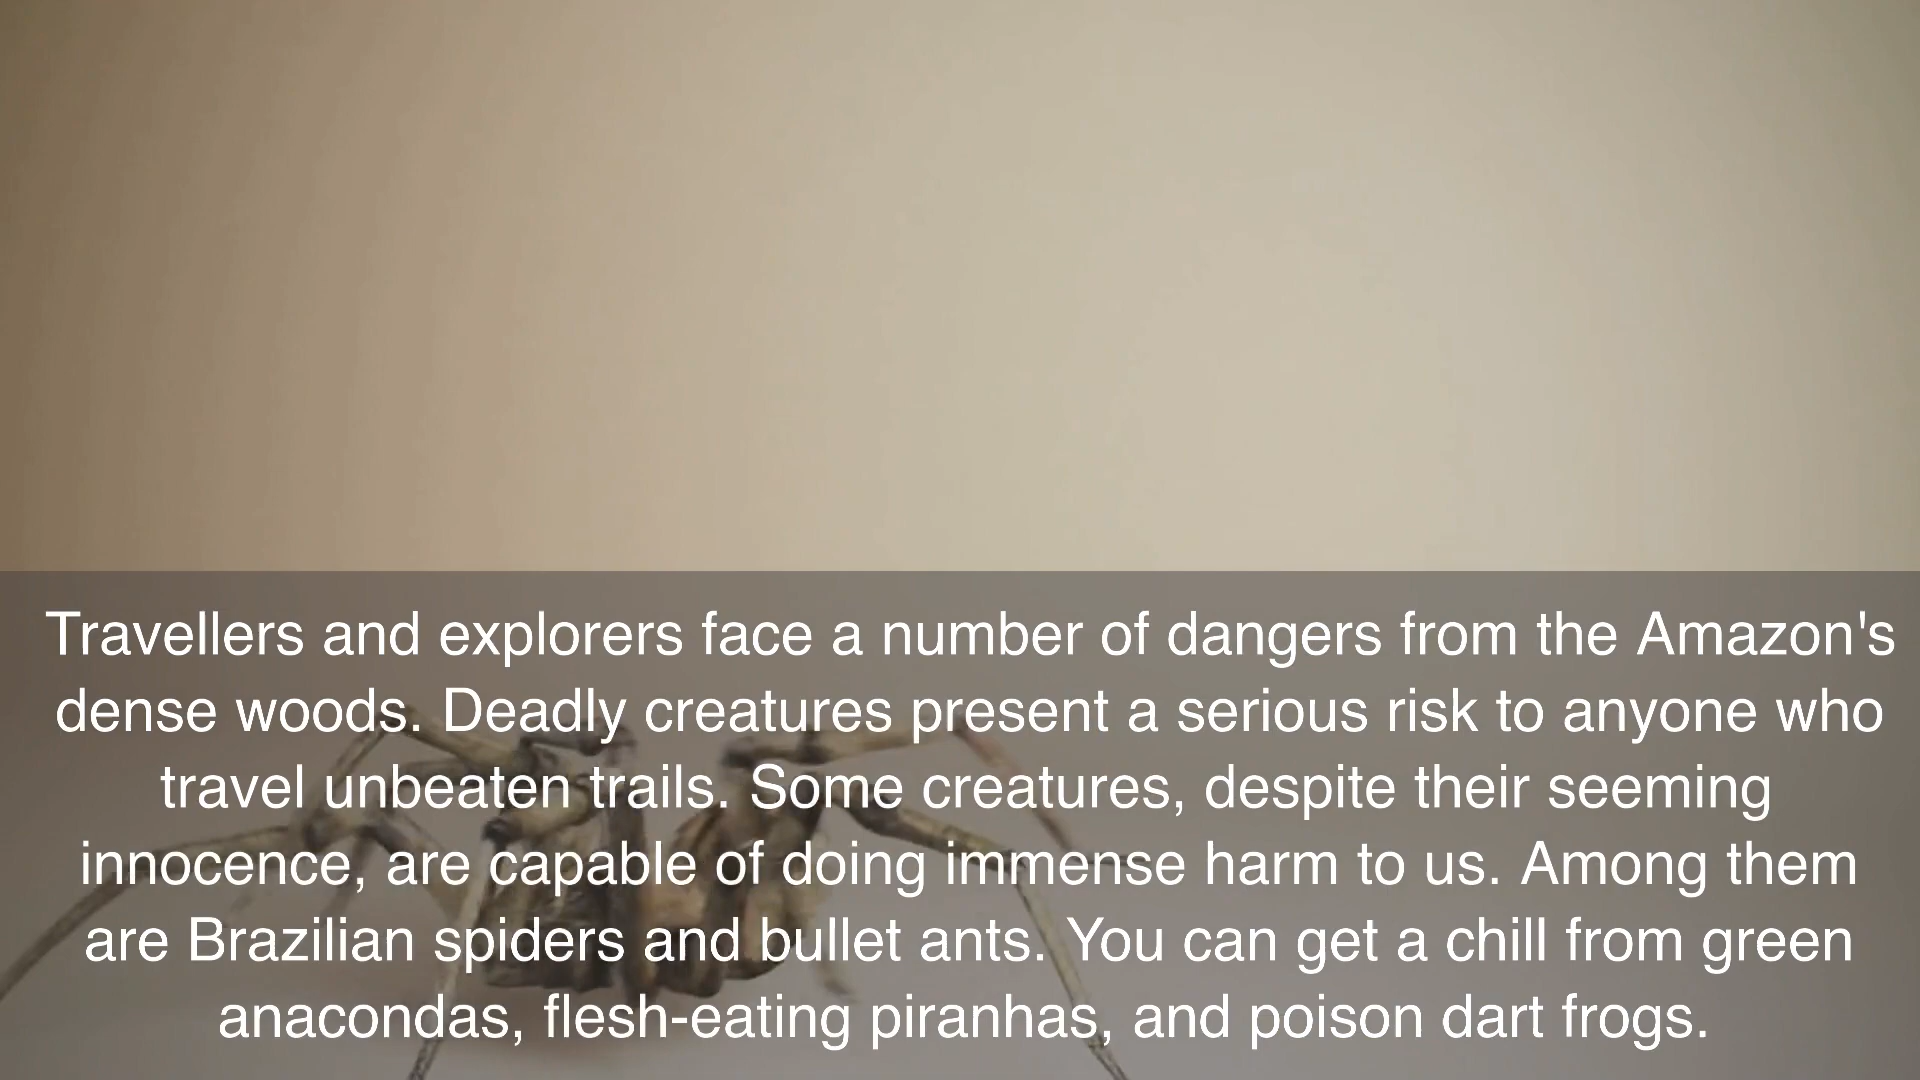 Travellers and explorers face a number of dangers from the Amazon's
dense woods. Deadly creatures present a serious risk to anyone who
travel unbeaten trails. Some creatures, despite their seeming
innocence, are capable of doing immense harm to us. Among them
are Brazilian spiders and bullet ants. You can get a chill from green
anacondas, flesh-eating piranhas, and poison dart frogs.